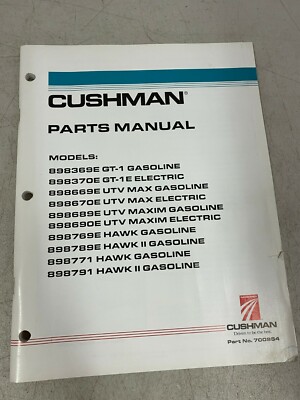 CUSHMAN®
PARTS MANUAL
MODELS:
898369E GT-1 GASOLINE
898370E GT-1E ELECTRIC
898669E UTV MAX GASOLINE
898670E UTV MAX ELECTRIC
898689E UTV MAXIM GASOLINE
898690E UTV MAXIM ELECTRIC
898769E HAWK GASOLINE
898789E HAWK II GASOLINE
898771 HAWK GASOLINE
898791 HAWK II GASOLINE
CUSHMAN
Part No.